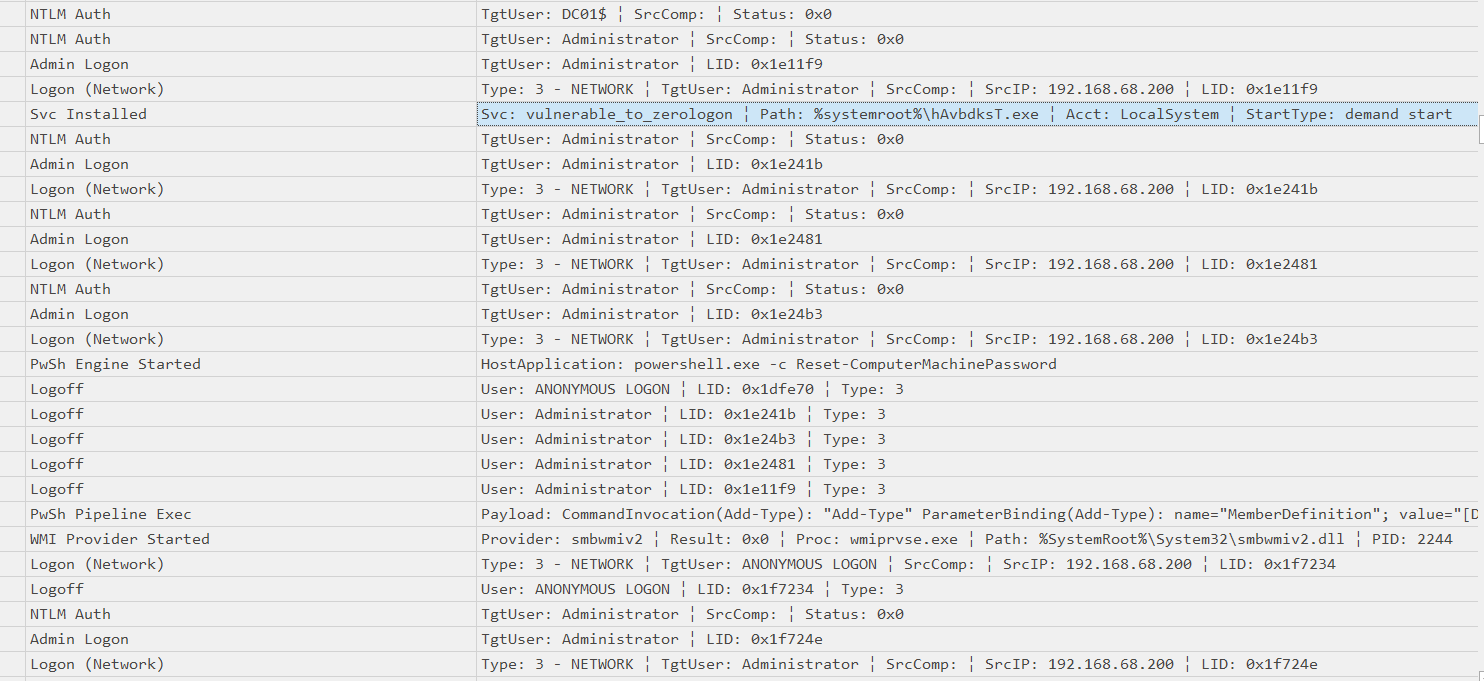 NTLM Auth TgtUser: DC01$ ¦ SrcComp: ¦ Status: 0x0
NTLM Auth TgtUser: Administrator ¦ SrcComp: ¦ Status: 0x0
Admin Logon TgtUser: Administrator ¦ LID: 0x1e11f9
Logon (Network) Type: 3 - NETWORK ¦ TgtUser: Administrator ¦ SrcComp: ¦ SrcIP: 192.168.68.200 ¦ LID: 0x1e11f9
Svc Installed Svc: vulnerable_to_zerologon ¦ Path: %systemroot%\hAvbdksT.exe ¦ Acct: LocalSystem ¦ StartType: demand start
NTLM Auth TgtUser: Administrator ¦ SrcComp: ¦ Status: 0x0
Admin Logon TgtUser: Administrator ¦ LID: 0x1e241b
Logon (Network) Type: 3 - NETWORK ¦ TgtUser: Administrator ¦ SrcComp: ¦ SrcIP: 192.168.68.200 ¦ LID: 0x1e241b
NTLM Auth TgtUser: Administrator ¦ SrcComp: ¦ Status: 0x0
Admin Logon TgtUser: Administrator ¦ LID: 0x1e2481
Logon (Network) Type: 3 - NETWORK ¦ TgtUser: Administrator ¦ SrcComp: ¦ SrcIP: 192.168.68.200 ¦ LID: 0x1e2481
NTLM Auth TgtUser: Administrator ¦ SrcComp: ¦ Status: 0x0
Admin Logon TgtUser: Administrator ¦ LID: 0x1e24b3
Logon (Network) Type: 3 - NETWORK ¦ TgtUser: Administrator ¦ SrcComp: ¦ SrcIP: 192.168.68.200 ¦ LID: 0x1e24b3
PwSh Engine Started HostApplication: powershell.exe -c Reset-ComputerMachinePassword
Logoff User: ANONYMOUS LOGON ¦ LID: 0x1dfe70 ¦ Type: 3
Logoff User: Administrator ¦ LID: 0x1e241b ¦ Type: 3
Logoff User: Administrator ¦ LID: 0x1e24b3 ¦ Type: 3
Logoff User: Administrator ¦ LID: 0x1e2481 ¦ Type: 3
Logoff User: Administrator ¦ LID: 0x1e11f9 ¦ Type: 3
PwSh Pipeline Exec Payload: CommandInvocation(Add-Type): "Add-Type" ParameterBinding(Add-Type): name="MemberDefinition"; value="[D
WMI Provider Started Provider: smbwmiv2 ¦ Result: 0x0 ¦ Proc: wmiprvse.exe ¦ Path: %SystemRoot%\System32\smbwmiv2.dll ¦ PID: 2244
Logon (Network) Type: 3 - NETWORK ¦ TgtUser: ANONYMOUS LOGON ¦ SrcComp: ¦ SrcIP: 192.168.68.200 ¦ LID: 0x1f7234
Logoff User: ANONYMOUS LOGON ¦ LID: 0x1f7234 ¦ Type: 3
NTLM Auth TgtUser: Administrator ¦ SrcComp: ¦ Status: 0x0
Admin Logon TgtUser: Administrator ¦ LID: 0x1f724e
Logon (Network) Type: 3 - NETWORK ¦ TgtUser: Administrator ¦ SrcComp: ¦ SrcIP: 192.168.68.200 ¦ LID: 0x1f724e